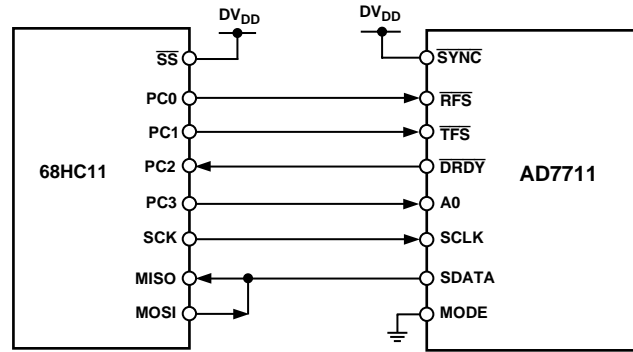 DVDD DVDD
SS SYNC
PC0 RFS
PC1 TFS
68HC11 PC2 DRDY AD7711
PC3 A0
SCK SCLK
MISO SDATA
MOSI MODE